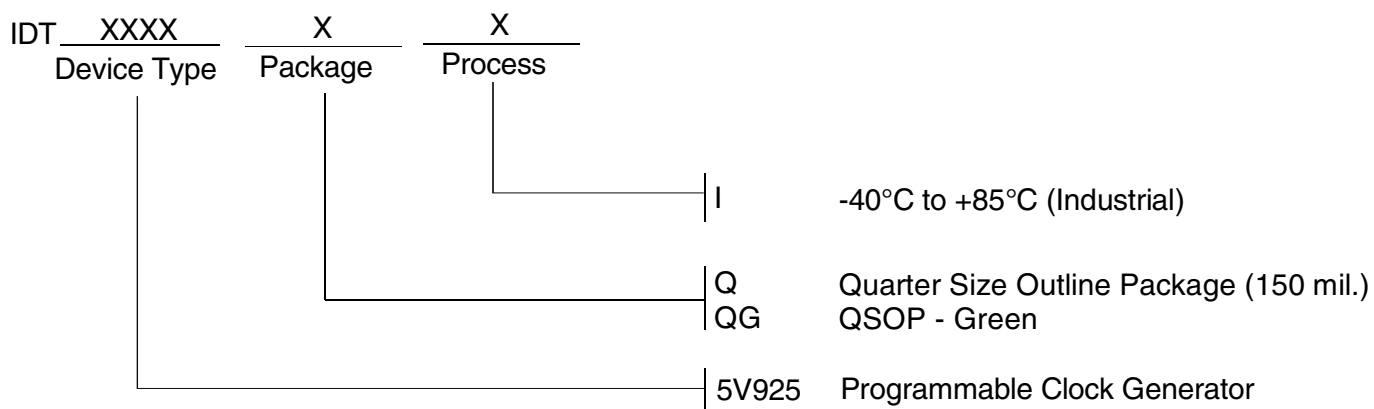 IDT XXXX X X
Device Type Package Process
I -40°C to +85°C (Industrial)
Q Quarter Size Outline Package (150 mil.)
QG QSOP - Green
5V925 Programmable Clock Generator